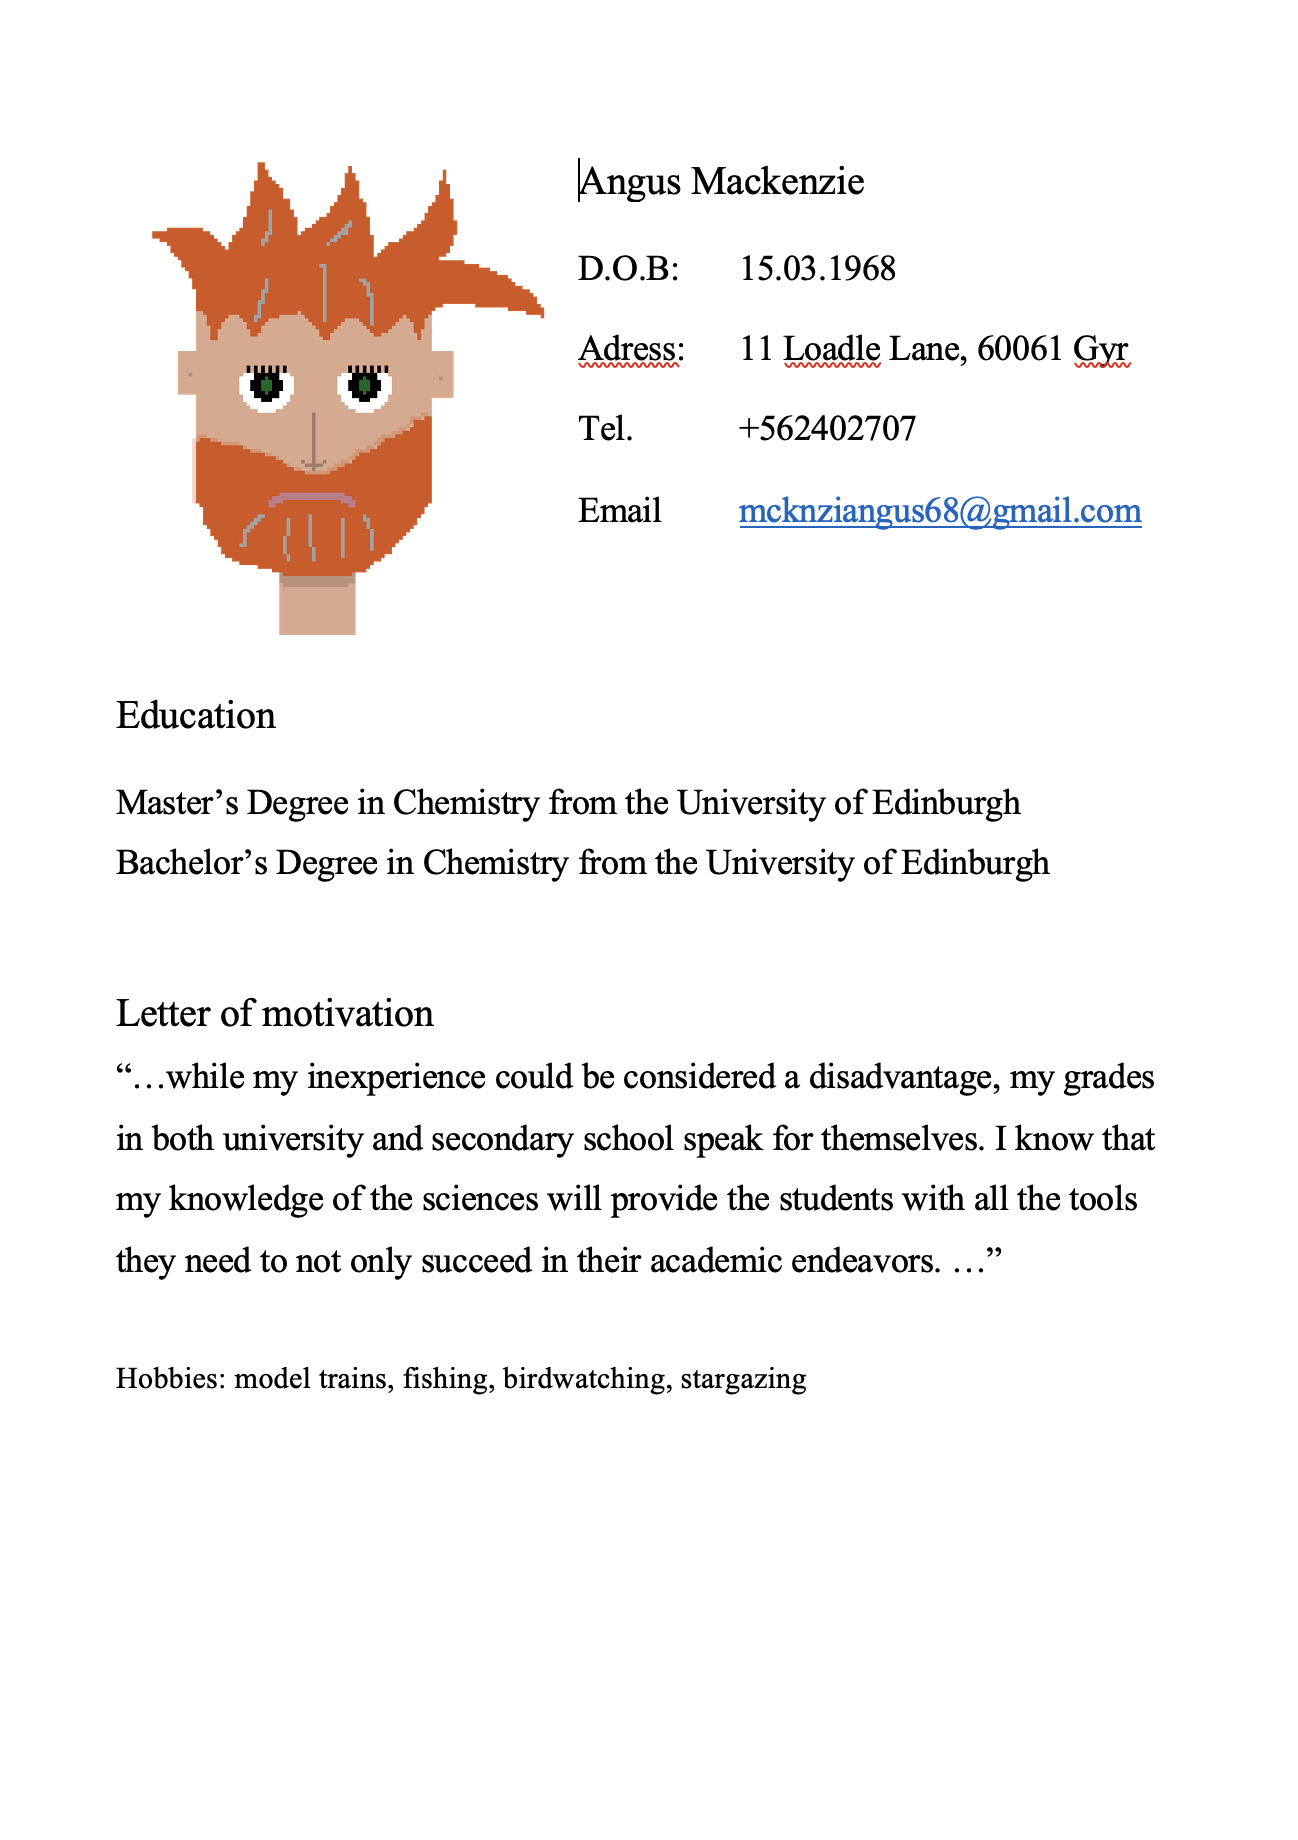 Angus Mackenzie
D.O.B: 15.03.1968
Adress: 11 Loadle Lane, 60061 Gyr
Tel. +562402707
Email mcknziangus68@gmail.com
Education
Master’s Degree in Chemistry from the University of Edinburgh
Bachelor’s Degree in Chemistry from the University of Edinburgh
Letter of motivation
“…while my inexperience could be considered a disadvantage, my grades
in both university and secondary school speak for themselves. I know that
my knowledge of the sciences will provide the students with all the tools
they need to not only succeed in their academic endeavors. …”
Hobbies: model trains, fishing, birdwatching, stargazing